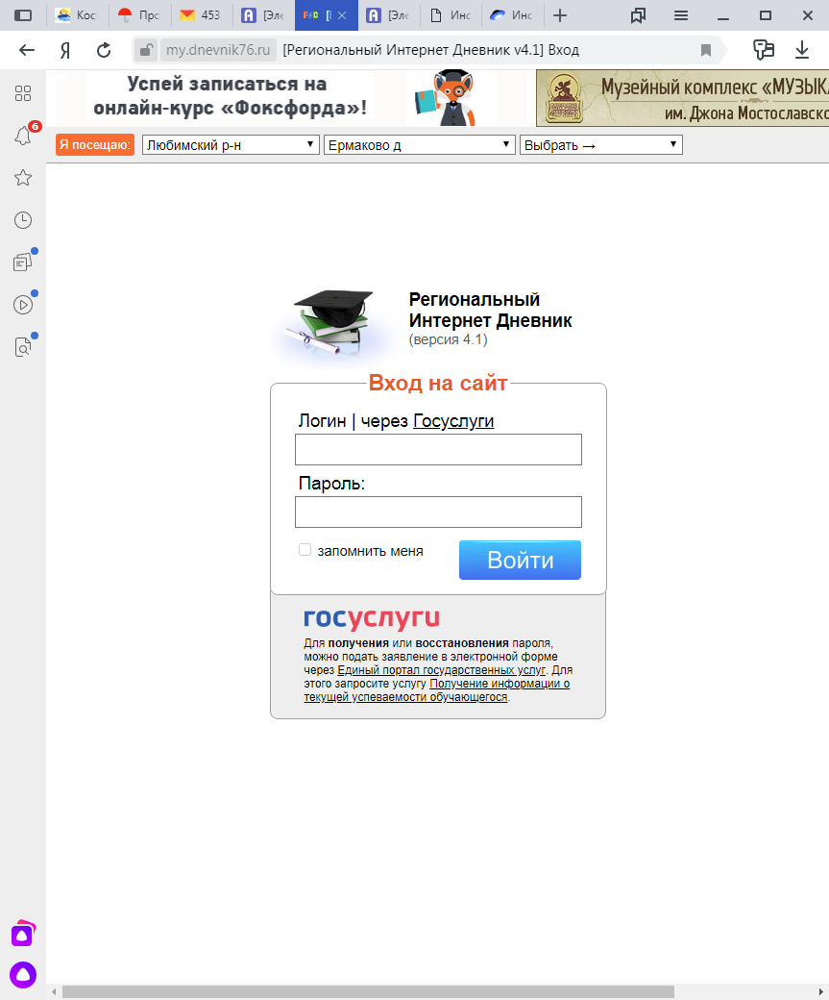 Кос
Про
453
[Эле
[
[Эле
Инс
Инс
Я
my.dnevnik76.ru
[Региональный Интернет Дневник v4.1] Вход
6
Успей записаться на
онлайн-курс «Фоксфорда»!
Музейный комплекс «МУЗЫКА
им. Джона Мостославско
Я посещаю:
Любимский р-н
Ермаково д
Выбрать →
Региональный
Интернет Дневник
(версия 4.1)
Вход на сайт
Логин | через Госуслуги
Пароль:
запомнить меня
Войти
госуслуги
Для получения или восстановления пароля,
можно подать заявление в электронной форме
через Единый портал государственных услуг. Для
этого запросите услугу Получение информации о
текущей успеваемости обучающегося.